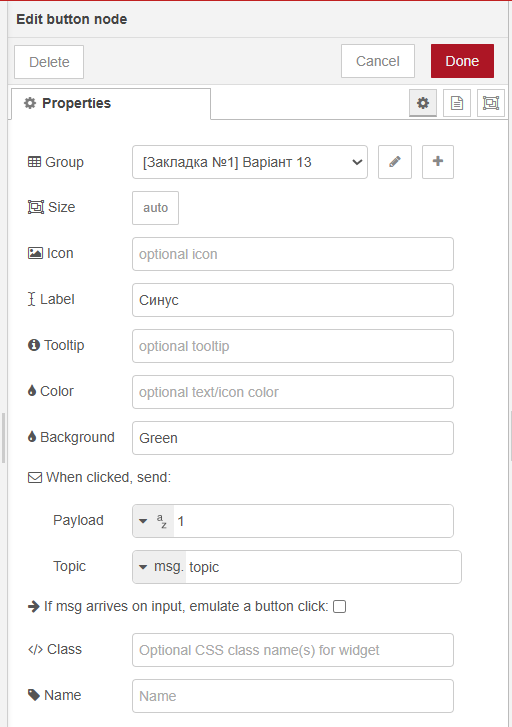 Edit button node
Delete
Cancel
Done
Properties
Group
[Закладка №1] Варіант 13
Size
auto
Icon
optional icon
Label
Синус
Tooltip
optional tooltip
Color
optional text/icon color
Background
Green
When clicked, send:
Payload
a
z
1
Topic
msg. topic
If msg arrives on input, emulate a button click:
</> Class
Optional CSS class name(s) for widget
Name
Name